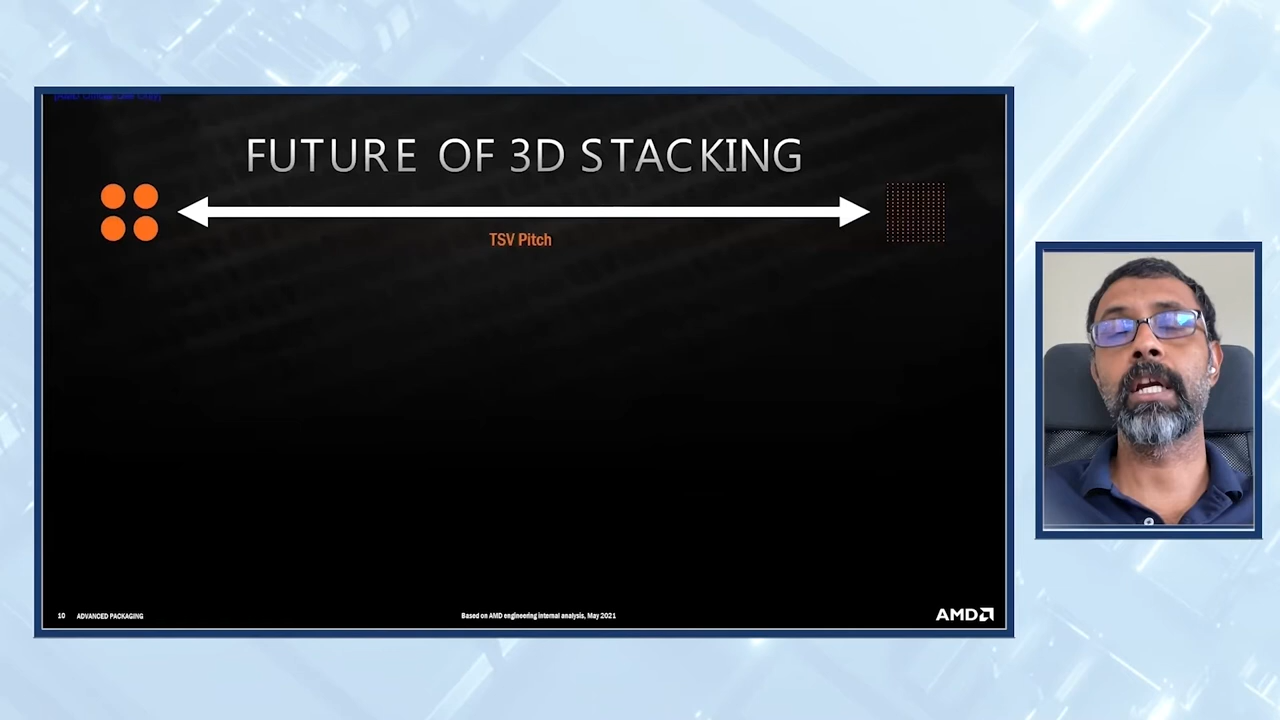 FUTURE OF 3D STACKING
TSV Pitch
10 ADVANCED PACKAGING
Based on AMD engineering internal analysis, May 2021
AMD